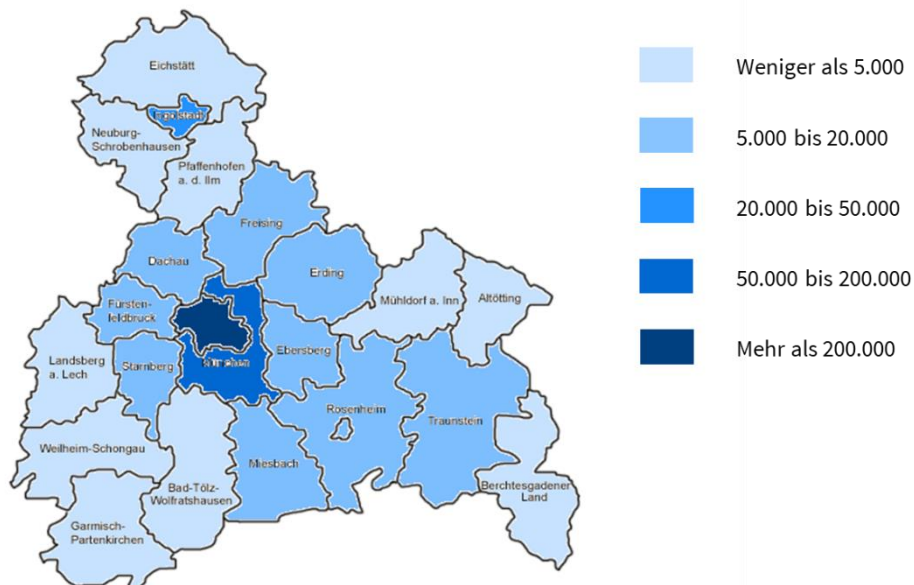 Eichstätt
Weniger als 5.000
Ingolstadt
Neuburg-
Schrobenhausen
5.000 bis 20.000
Pfaffenhofen
a. d. Ilm
20.000 bis 50.000
Freising
Dachau
Erding
50.000 bis 200.000
Mühldorf a. Inn
Altötting
Fürsten-
feldbruck
Mehr als 200.000
Ebersberg
Landsberg
a. Lech
Starnberg
München
Rosenheim
Traunstein
Weilheim-Schongau
Miesbach
Bad-Tölz-
Wolfratshausen
Berchtesgadener
Land
Garmisch-
Partenkirchen